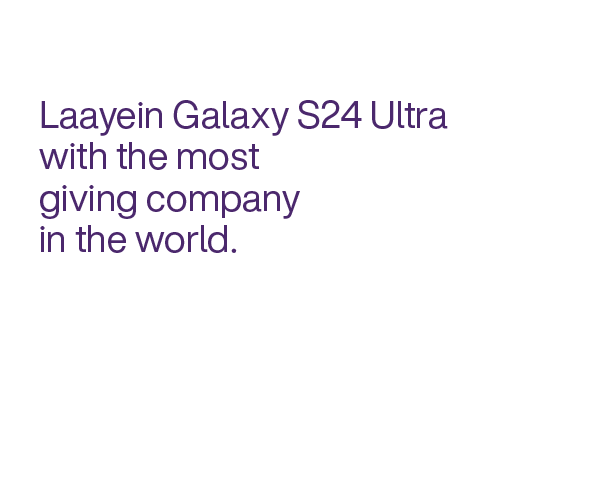 Laayein Galaxy S24 Ultra
with the most
giving company
in the world.